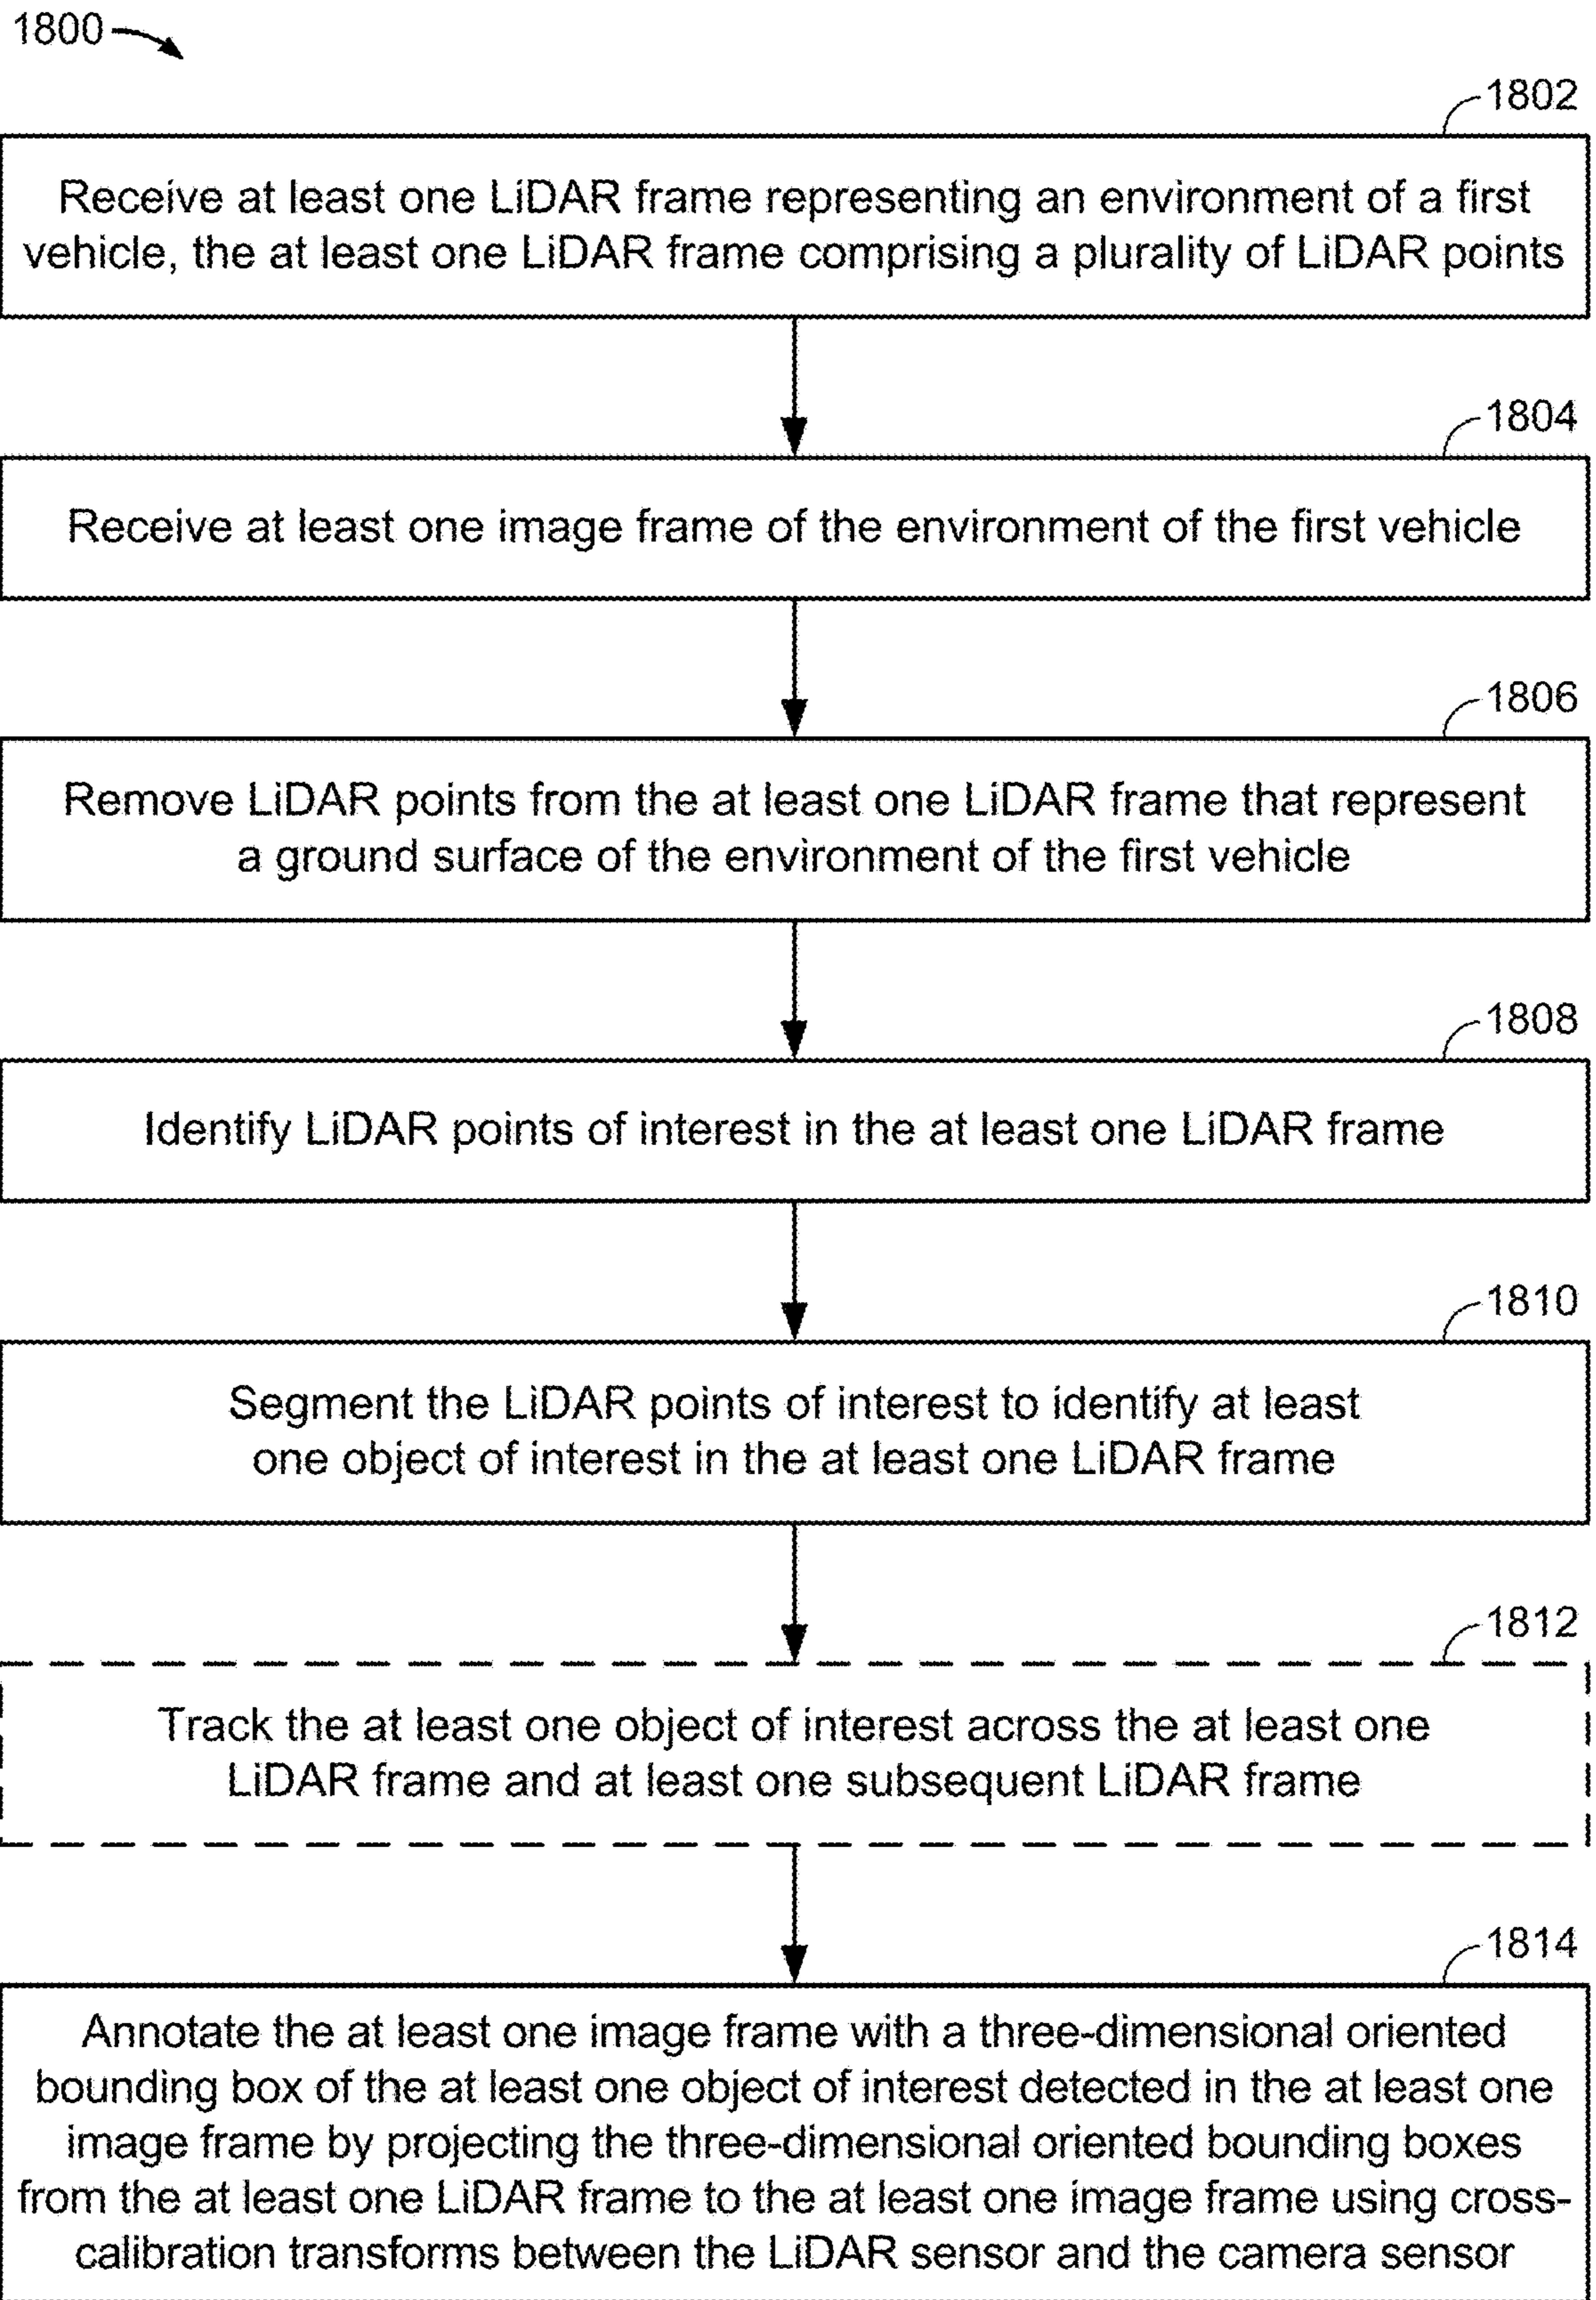 1800
1802
Receive at least one LiDAR frame representing an environment of a first
vehicle, the at least one LiDAR frame comprising a plurality of LiDAR points
1804
Receive at least one image frame of the environment of the first vehicle
1806
Remove LiDAR points from the at least one LiDAR frame that represent
a ground surface of the environment of the first vehicle
1808
Identify LiDAR points of interest in the at least one LiDAR frame
1810
Segment the LiDAR points of interest to identify at least
one object of interest in the at least one LiDAR frame
1812
Track the at least one object of interest across the at least one
LiDAR frame and at least one subsequent LiDAR frame
1814
Annotate the at least one image frame with a three-dimensional oriented
bounding box of the at least one object of interest detected in the at least one
image frame by projecting the three-dimensional oriented bounding boxes
from the at least one LiDAR frame to the at least one image frame using cross-
calibration transforms between the LiDAR sensor and the camera sensor